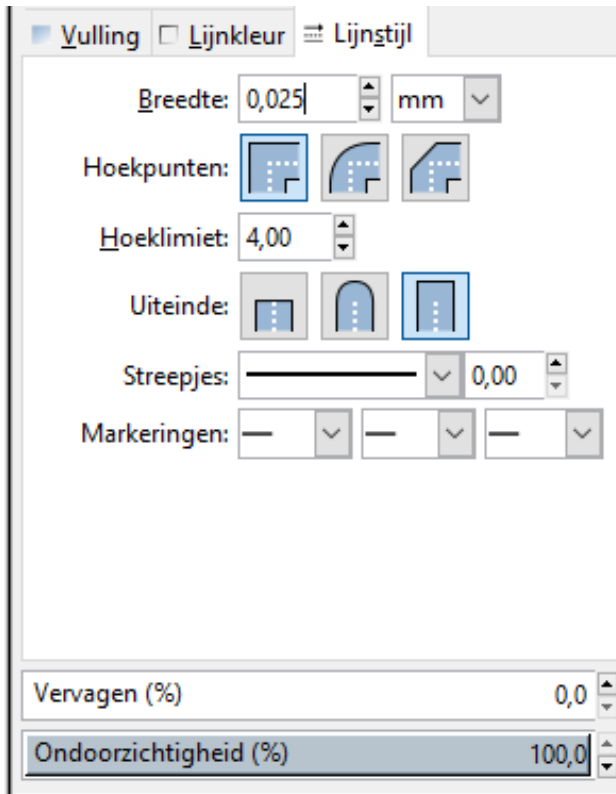 Vulling Lijnkleur Lijnstijl
Breedte: 0,025 mm
Hoekpunten:
Hoeklimiet: 4,00
Uiteinde:
Streepjes: 0,00
Markeringen:
Vervagen (%) 0,0
Ondoorzichtigheid (%) 100,0